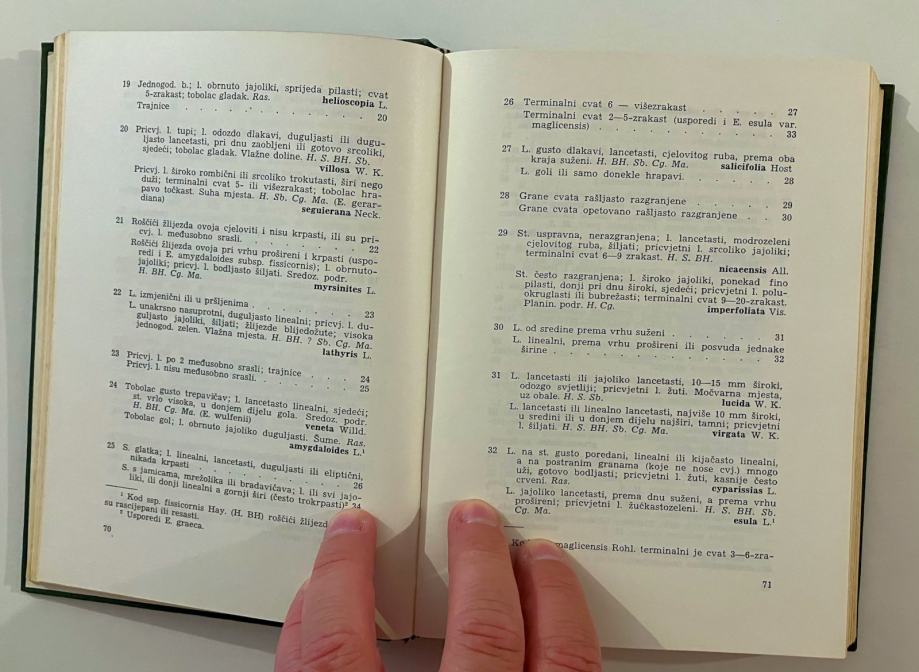 19 Jednogod. b.; l. obrnuto jajoliki, sprijeda pilasti; cvat
5-zrakast; tobolac gladak. Ras. helioscopia L.
Trajnice . . . . . . . . . . 20
20 Pricvj. l. tupi; l. odozdo dlakavi, duguljasti ili dugu-
ljasto lancetasti, pri dnu zaobljeni ili gotovo srcoliki,
sjedeći; tobolac gladak. Vlažne doline. H. S. BH. Sb.
villosa W. K.
Pricvj. l. široko rombični ili srcoliko trokutasti, širi nego
duži; terminalni cvat 5- ili višezrakast; tobolac hra-
pavo točkast. Suha mjesta. H. Sb. Cg. Ma. (E. gerar-
diana) seguierana Neck.
21 Roščići žlijezda ovoja cjeloviti i nisu krpasti, ili su pri-
cvj. l. međusobno srasli. . . . . . . . 22
Roščići žlijezda ovoja pri vrhu prošireni i krpasti (uspo-
redi i E. amygdaloides subsp. fissicornis); l. obrnuto-
jajoliki; pricvj. l. bodljasto šiljati. Sredoz. podr.
H. BH. Cg. Ma. myrsinites L.
22 L. izmjenični ili u pršljenima . . . . . . 23
L. unakrsno nasuprotni, duguljasto linealni; pricvj. l. du-
guljasto jajoliki, šiljati; žlijezde blijedožute; visoka
jednogod. zelen. Vlažna mjesta. H. BH. ? Sb. Cg. Ma.
lathyris L.
23 Pricvj. l. po 2 međusobno srasli; trajnice . . . 24
Pricvj. l. nisu međusobno srasli. . . . . . 25
24 Tobolac gusto trepavičav; l. lancetasto linealni, sjedeći;
st. vrlo visoka, u donjem dijelu gola. Sredoz. podr.
H. BH. Cg. Ma. (E. wulfenii) veneta Willd.
Tobolac gol; l. obrnuto jajoliko duguljasti. Šume. Ras.
amygdaloides L.¹
25 S. glatka; l. linealni, lancetasti, duguljasti ili eliptični,
nikada krpasti . . . . . . . . . 26
S. s jamicama, mrežolika ili bradavičava; l. ili svi jajo-
liki, ili donji linealni a gornji širi (često trokrpasti)² 34
¹ Kod ssp. fissicornis Hay. (H. BH) roščići žlijezd
su rascijepani ili resasti.
² Usporedi E. graeca.
70
26 Terminalni cvat 6 — višezrakast . . . . . 27
Terminalni cvat 2—5-zrakast (usporedi i E. esula var.
maglicensis) . . . . . . . . . 33
27 L. gusto dlakavi, lancetasti, cjelovitog ruba, prema oba
kraja suženi. H. BH. Sb. Cg. Ma. salicifolia Host
L. goli ili samo donekle hrapavi. . . . . . 28
28 Grane cvata rašljasto razgranjene . . . . . 29
Grane cvata opetovano rašljasto razgranjene . . . 30
29 St. uspravna, nerazgranjena; l. lancetasti, modrozeleni
cjelovitog ruba, šiljati; pricvjetni l. srcoliko jajoliki;
terminalni cvat 6—9 zrakast. H. S. BH.
nicaeensis All.
St. često razgranjena; l. široko jajoliki, ponekad fino
pilasti, donji pri dnu široki, sjedeći; pricvjetni l. polu-
okruglasti ili bubrežasti; terminalni cvat 9—20-zrakast.
Planin. podr. H. Cg. imperfoliata Vis.
30 L. od sredine prema vrhu suženi . . . . . 31
L. linealni, prema vrhu prošireni ili posvuda jednake
širine . . . . . . . . . . . 32
31 L. lancetasti ili jajoliko lancetasti, 10—15 mm široki,
odozgo svjetliji; pricvjetni l. žuti. Močvarna mjesta,
uz obale. H. S. Sb. lucida W. K.
L. lancetasti ili linealno lancetasti, najviše 10 mm široki,
u sredini ili u donjem dijelu najširi, tamni; pricvjetni
l. šiljati. H. S. BH. Sb. Cg. Ma. virgata W. K.
32 L. na st. gusto poredani, linealni ili kijačasto linealni,
a na postranim granama (koje ne nose cvj.) mnogo
uži, gotovo bodljasti; pricvjetni l. žuti, kasnije često
crveni. Ras. cyparissias L.
L. jajoliko lancetasti, prema dnu suženi, a prema vrhu
prošireni; pricvjetni l. žućkastozeleni. H. S. BH. Sb.
Cg. Ma. esula L.¹
maglicensis Rohl. terminalni je cvat 3—6-zra-
71